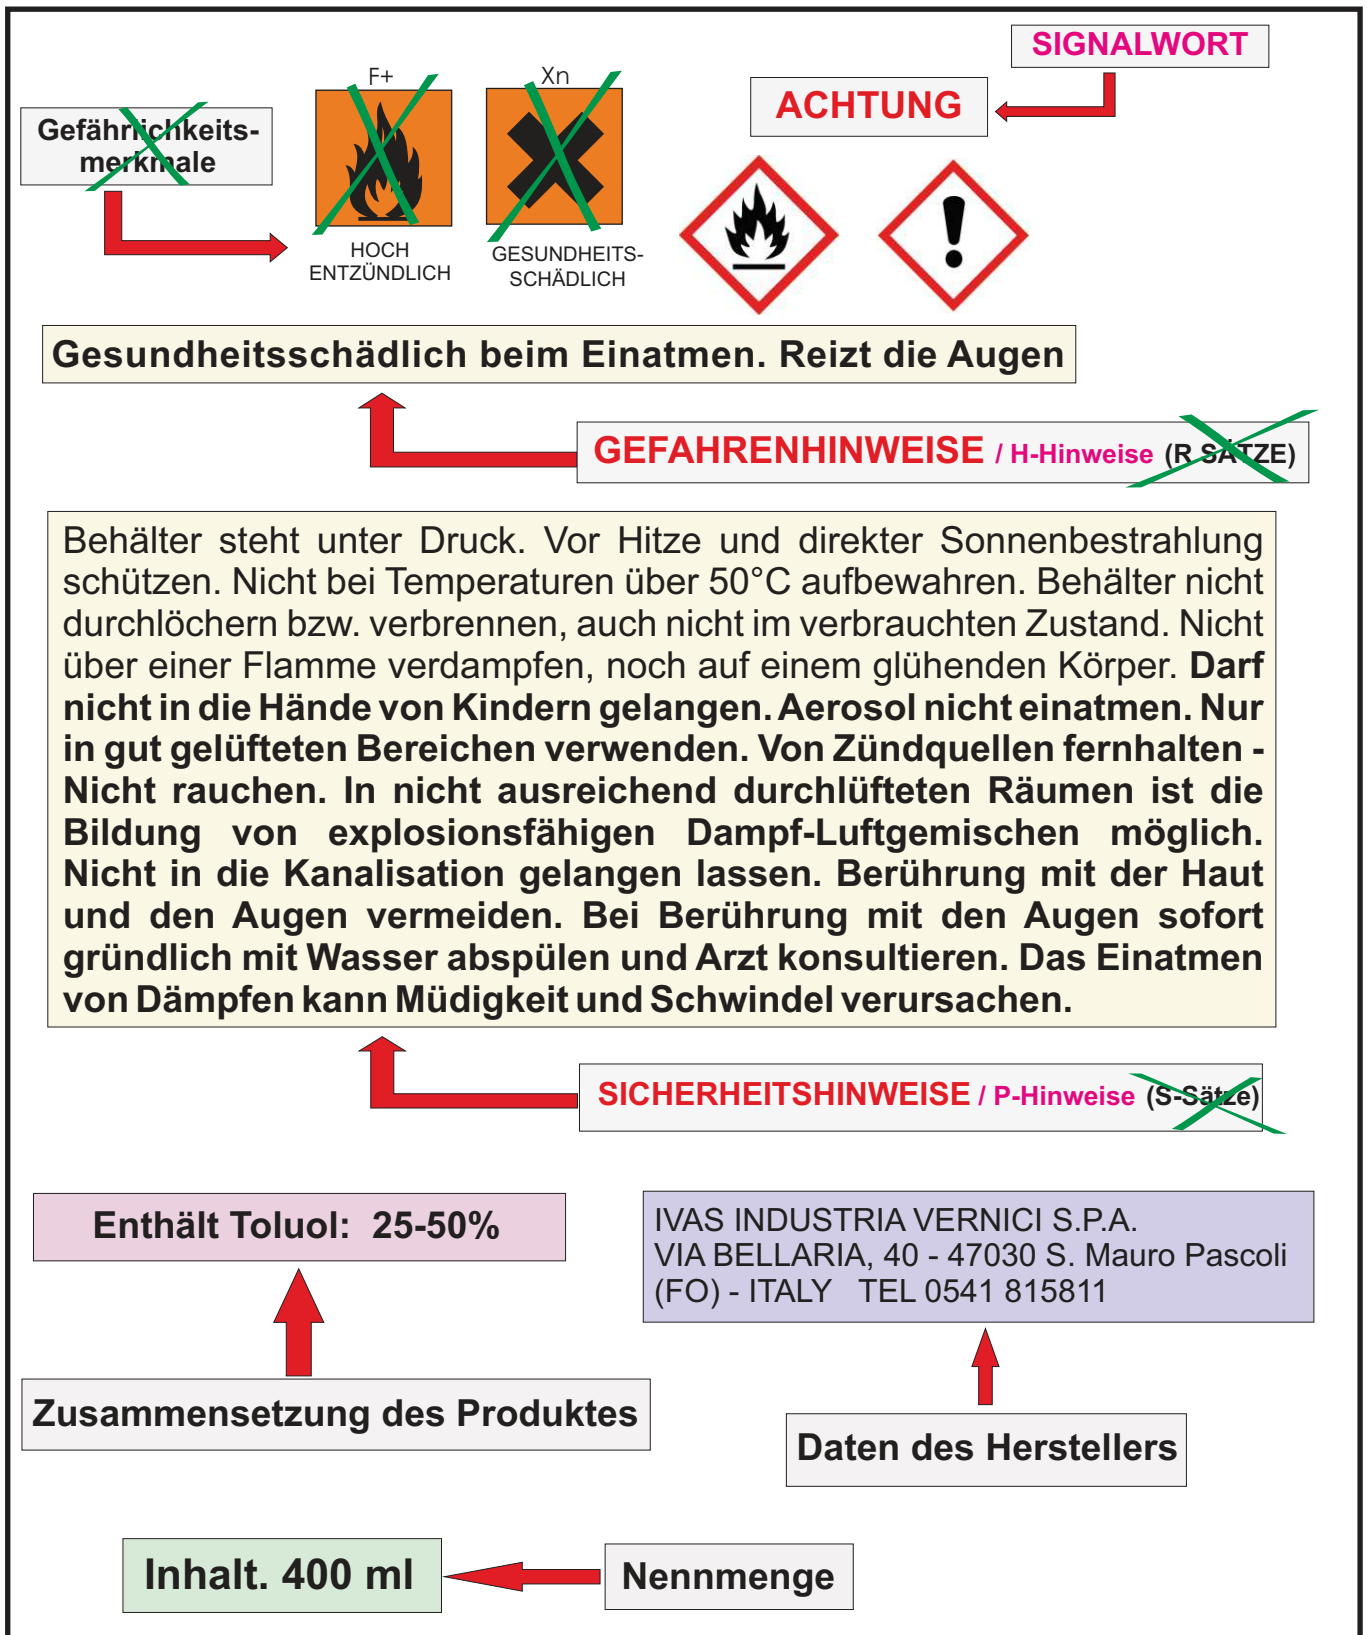 SIGNALWORT
F+
Xn
ACHTUNG
Gefährlichkeits-
merkmale
HOCH
ENTZÜNDLICH
GESUNDHEITS-
SCHÄDLICH
Gesundheitsschädlich beim Einatmen. Reizt die Augen
GEFAHRENHINWEISE / H-Hinweise (R SÄTZE)
Behälter steht unter Druck. Vor Hitze und direkter Sonnenbestrahlung
schützen. Nicht bei Temperaturen über 50°C aufbewahren. Behälter nicht
durchlöchern bzw. verbrennen, auch nicht im verbrauchten Zustand. Nicht
über einer Flamme verdampfen, noch auf einem glühenden Körper. Darf
nicht in die Hände von Kindern gelangen. Aerosol nicht einatmen. Nur
in gut gelüfteten Bereichen verwenden. Von Zündquellen fernhalten -
Nicht rauchen. In nicht ausreichend durchlüfteten Räumen ist die
Bildung von explosionsfähigen Dampf-Luftgemischen möglich.
Nicht in die Kanalisation gelangen lassen. Berührung mit der Haut
und den Augen vermeiden. Bei Berührung mit den Augen sofort
gründlich mit Wasser abspülen und Arzt konsultieren. Das Einatmen
von Dämpfen kann Müdigkeit und Schwindel verursachen.
SICHERHEITSHINWEISE / P-Hinweise (S-Sätze)
Enthält Toluol: 25-50%
IVAS INDUSTRIA VERNICI S.P.A.
VIA BELLARIA, 40 - 47030 S. Mauro Pascoli
(FO) - ITALY TEL 0541 815811
Zusammensetzung des Produktes
Daten des Herstellers
Inhalt. 400 ml
Nennmenge